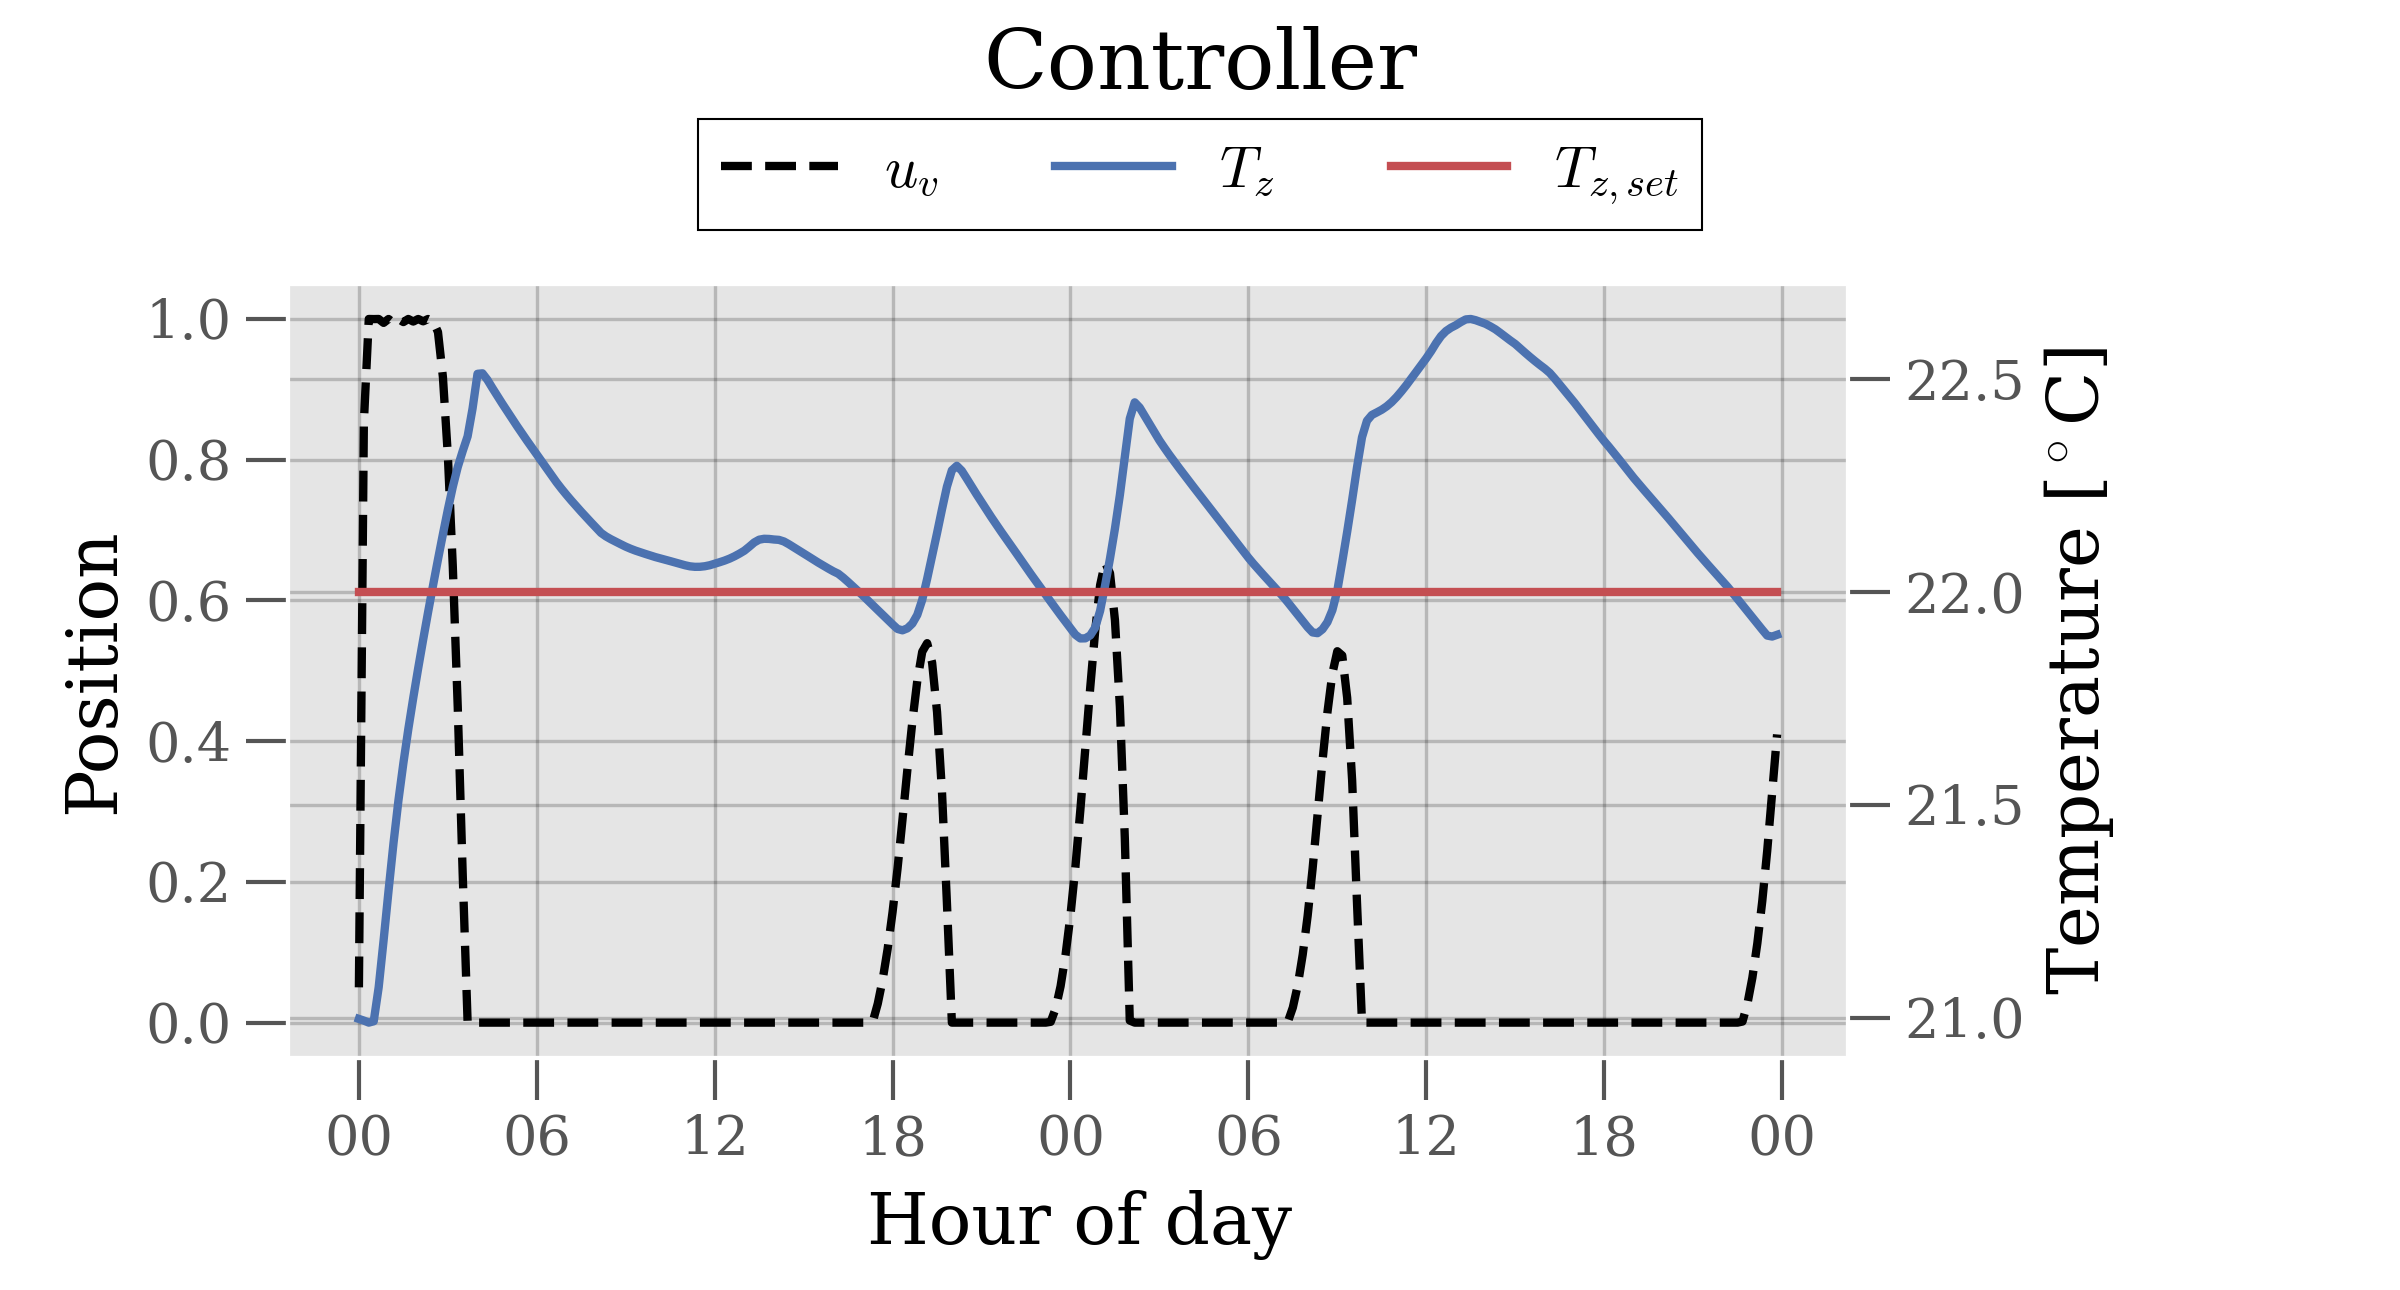 Controller
u_v T_z T_{z, set}
1.0
0.8
0.6
0.4
0.2
0.0
Position
22.5
22.0
21.5
21.0
Temperature [°C]
00 06 12 18 00 06 12 18 00
Hour of day